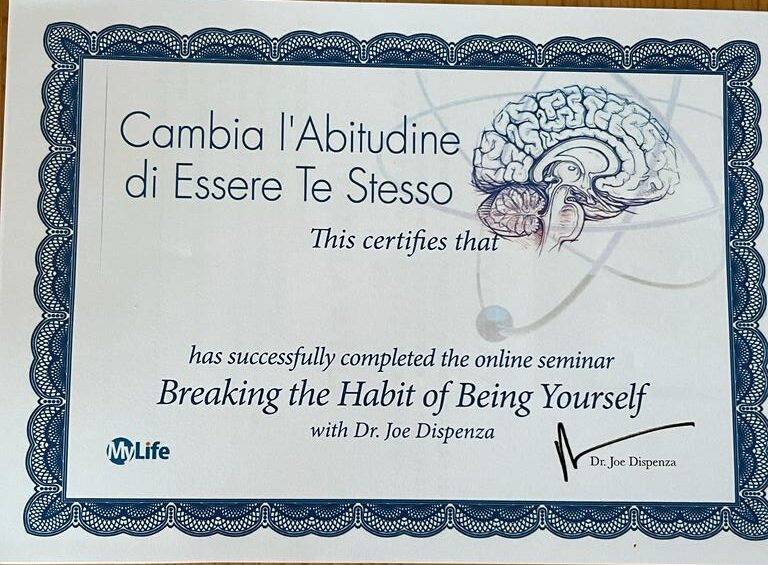 Cambia l'Abitudine
di Essere Te Stesso
This certifies that
has successfully completed the online seminar
Breaking the Habit of Being Yourself
with Dr. Joe Dispenza
MyLife
Dr. Joe Dispenza